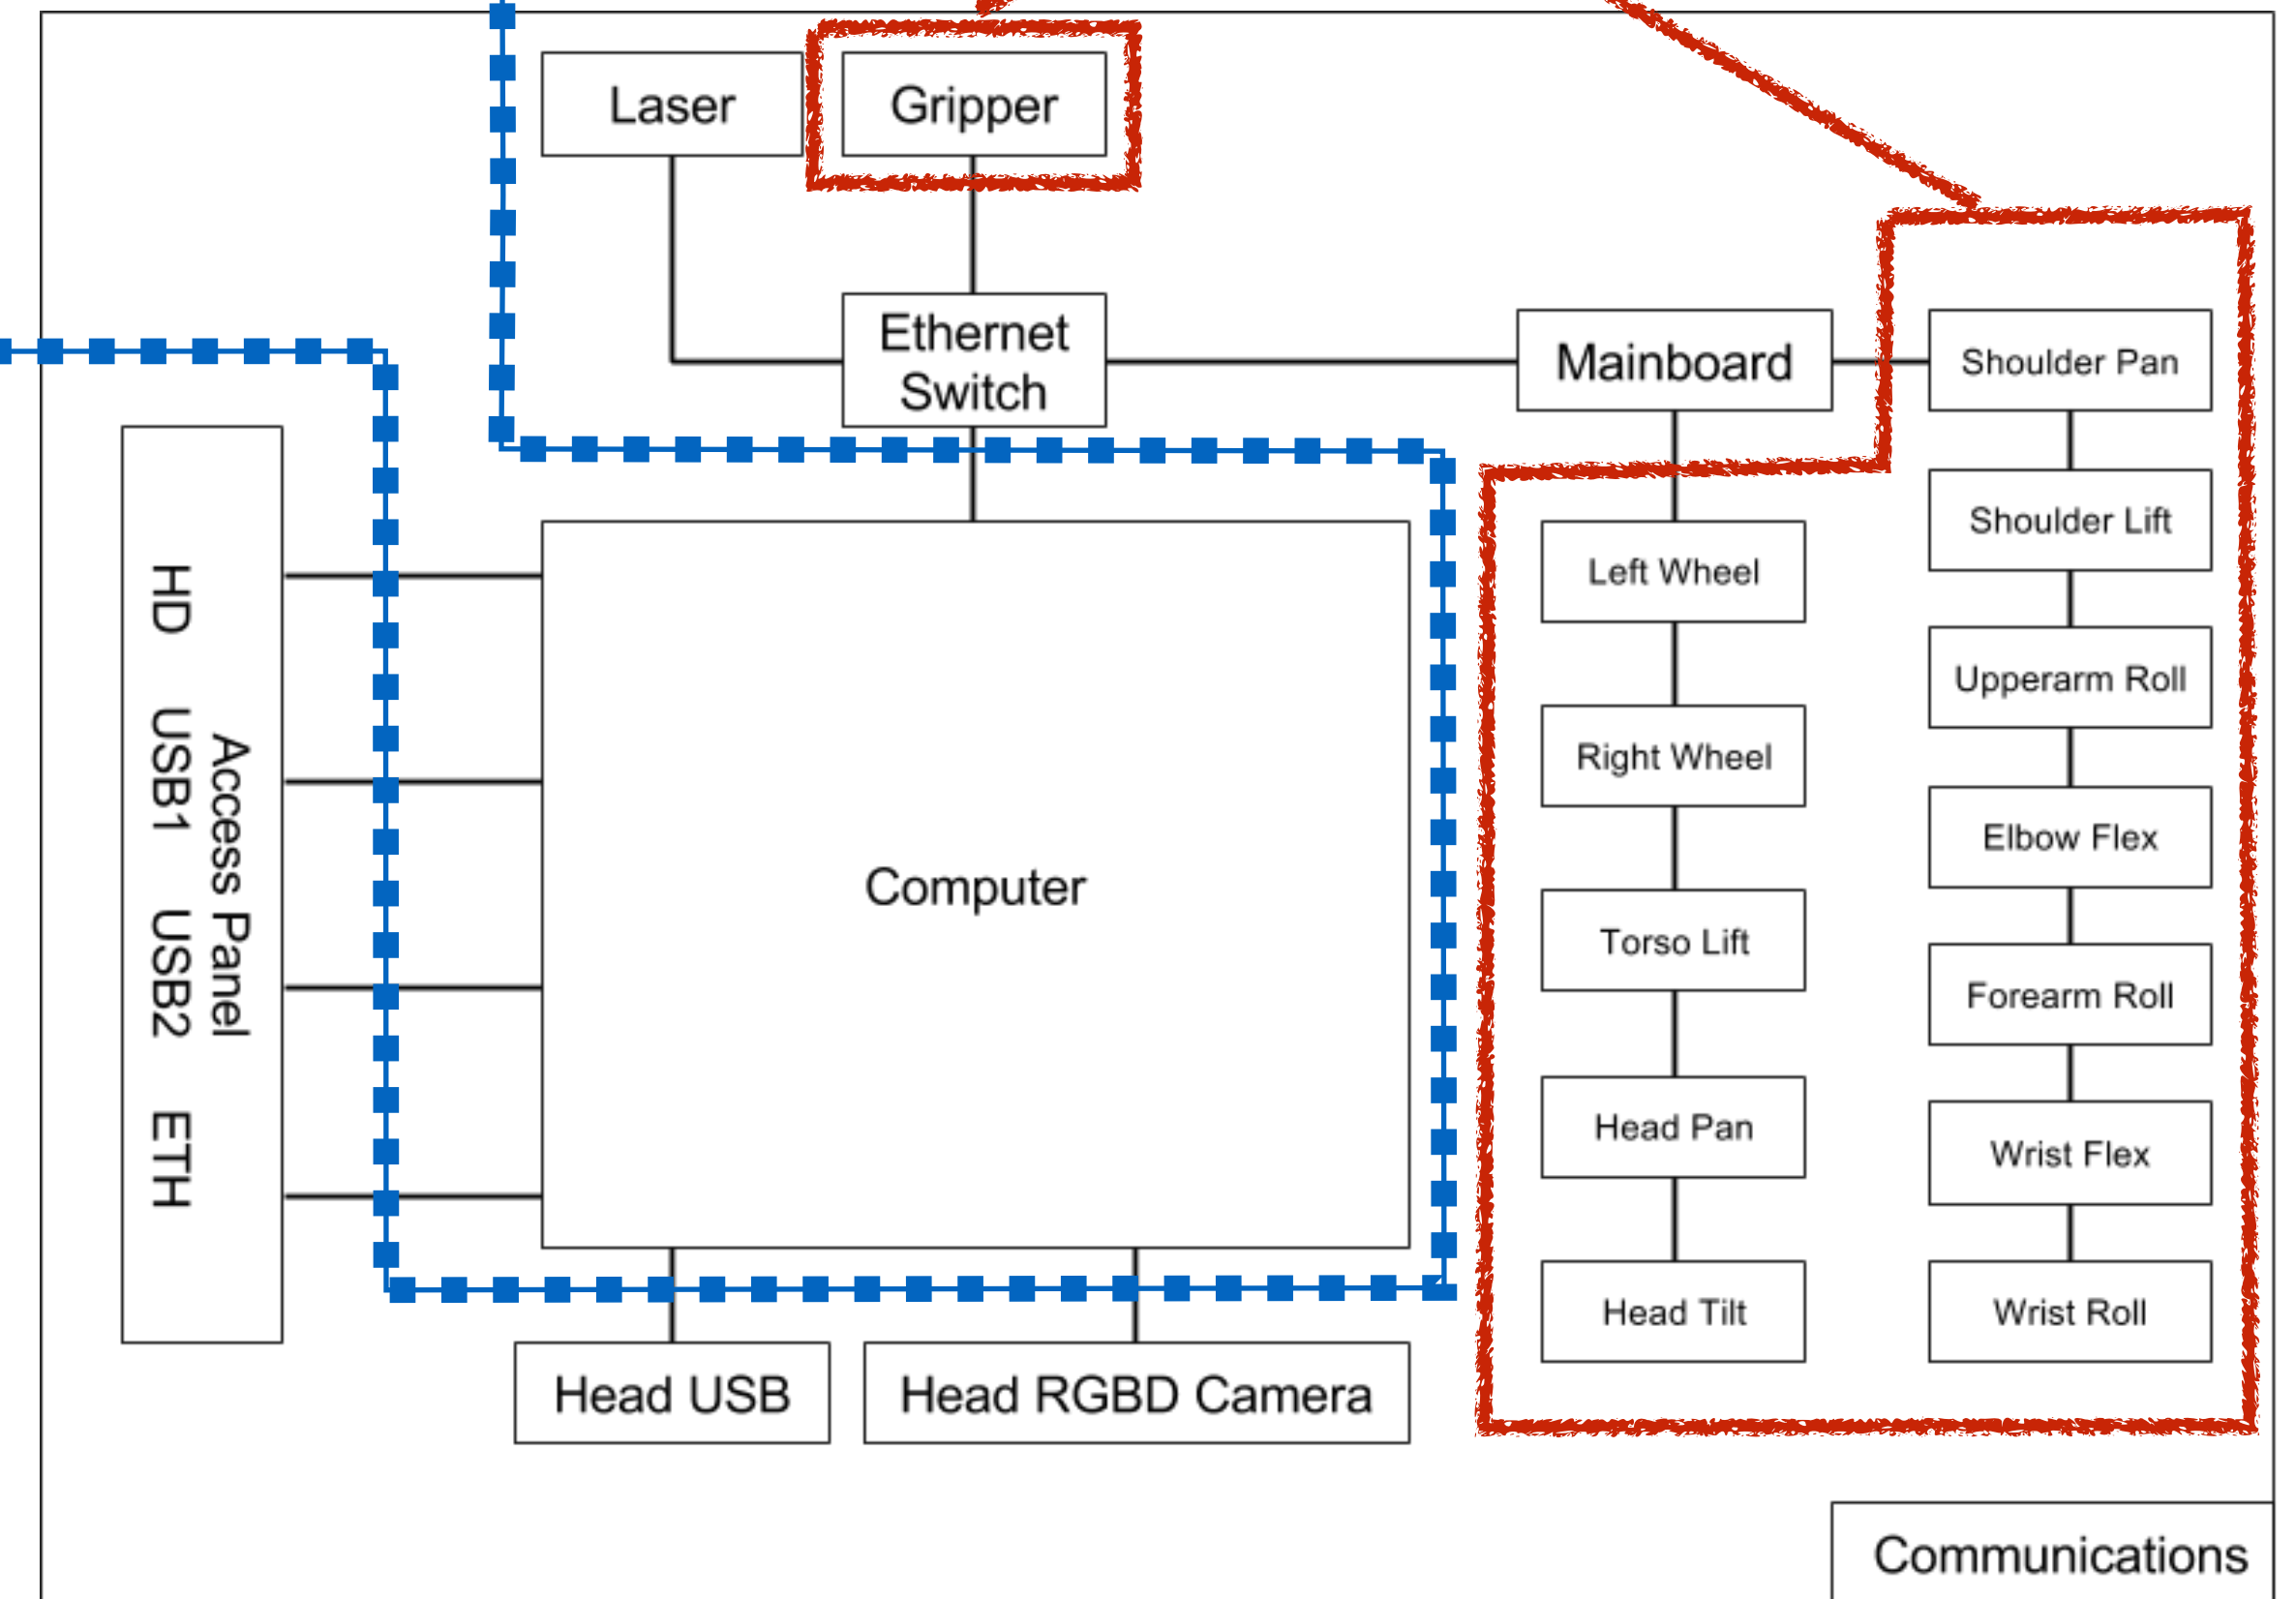 Laser
Gripper
Ethernet
Switch
Mainboard
Shoulder Pan
Shoulder Lift
Left Wheel
Upperarm Roll
Right Wheel
Elbow Flex
Computer
Torso Lift
Forearm Roll
Head Pan
Wrist Flex
Head Tilt
Wrist Roll
Access Panel
HD USB1 USB2 ETH
Head USB
Head RGBD Camera
Communications